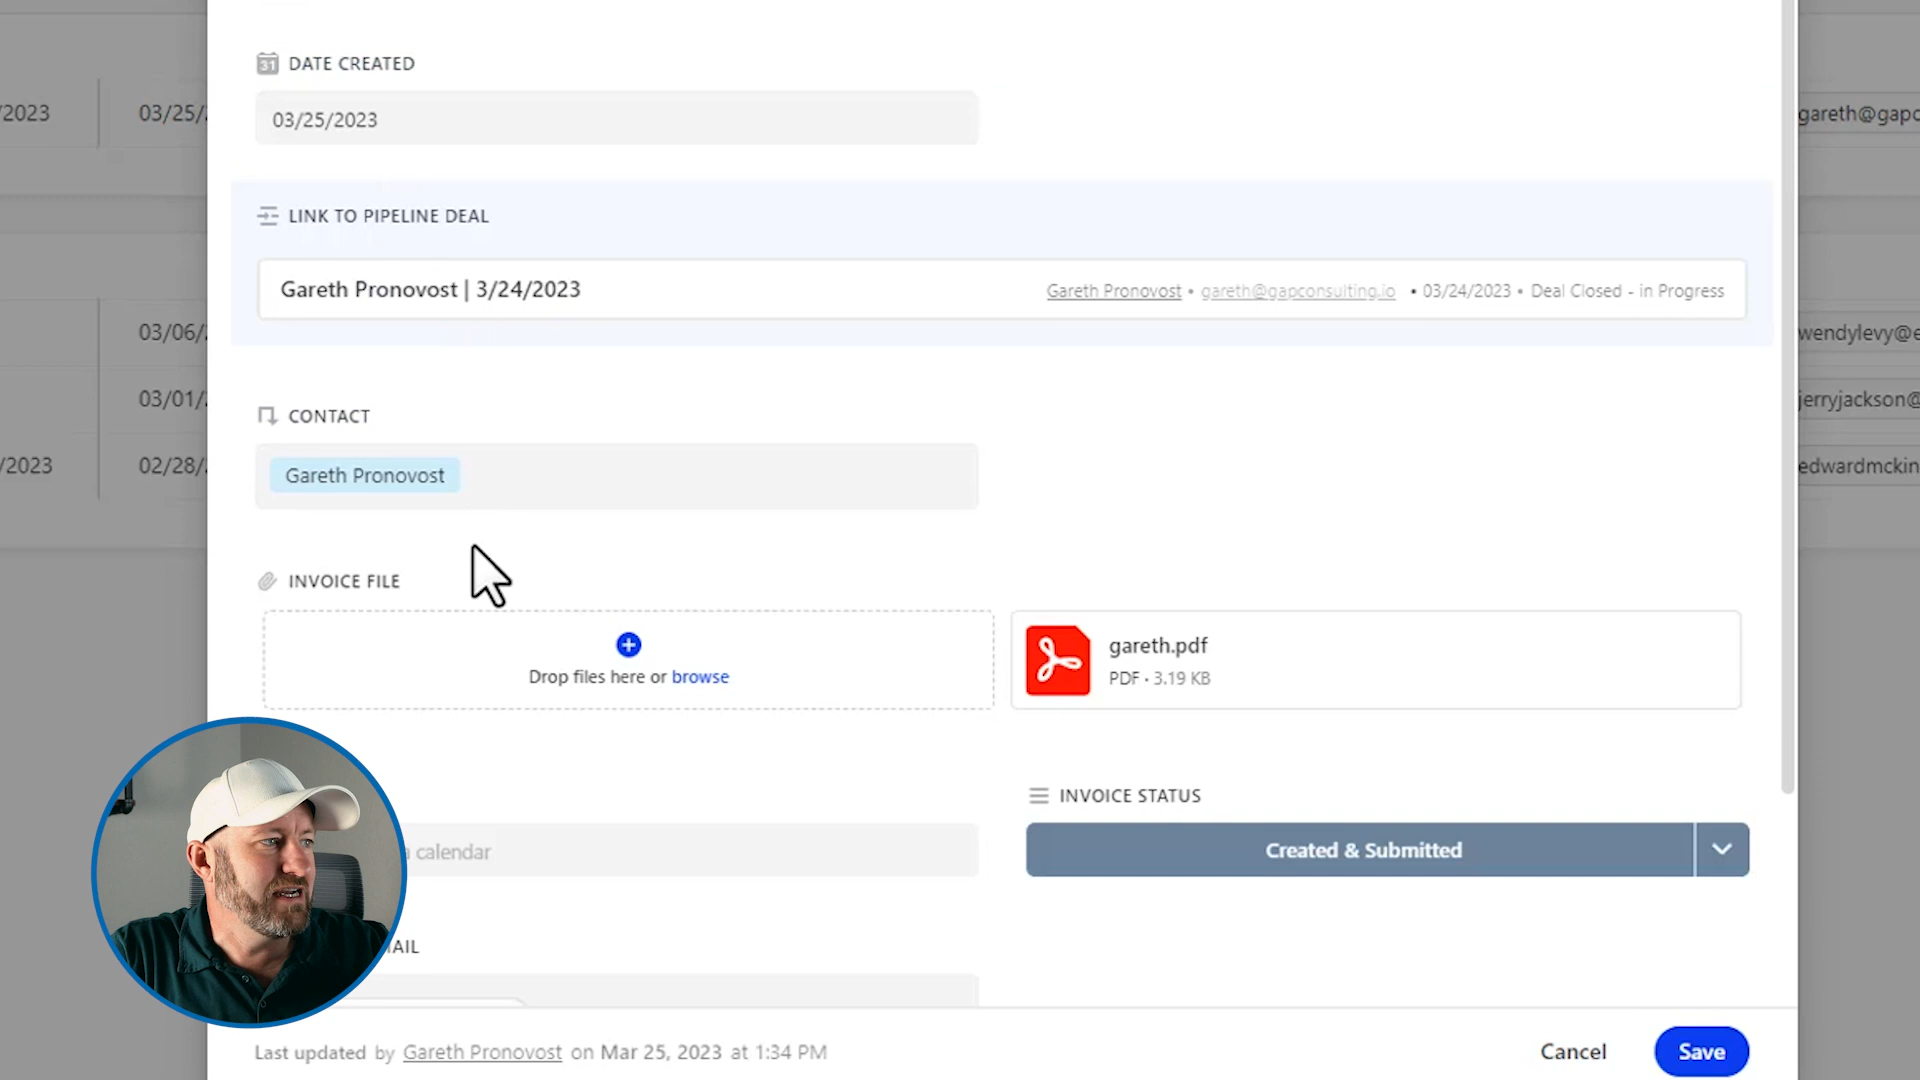 DATE CREATED
/2023
03/25/
03/25/2023
gareth@gapc
LINK TO PIPELINE DEAL
Gareth Pronovost | 3/24/2023
Gareth Pronovost • gareth@gapconsulting.io • 03/24/2023 • Deal Closed - in Progress
03/06/
wendylevy@e
03/01/
jerryjackson@
CONTACT
/2023
02/28/
Gareth Pronovost
edwardmckin
INVOICE FILE
Drop files here or browse
gareth.pdf
PDF • 3.19 KB
INVOICE STATUS
calendar
Created & Submitted
AIL
Last updated by Gareth Pronovost on Mar 25, 2023 at 1:34 PM
Cancel
Save